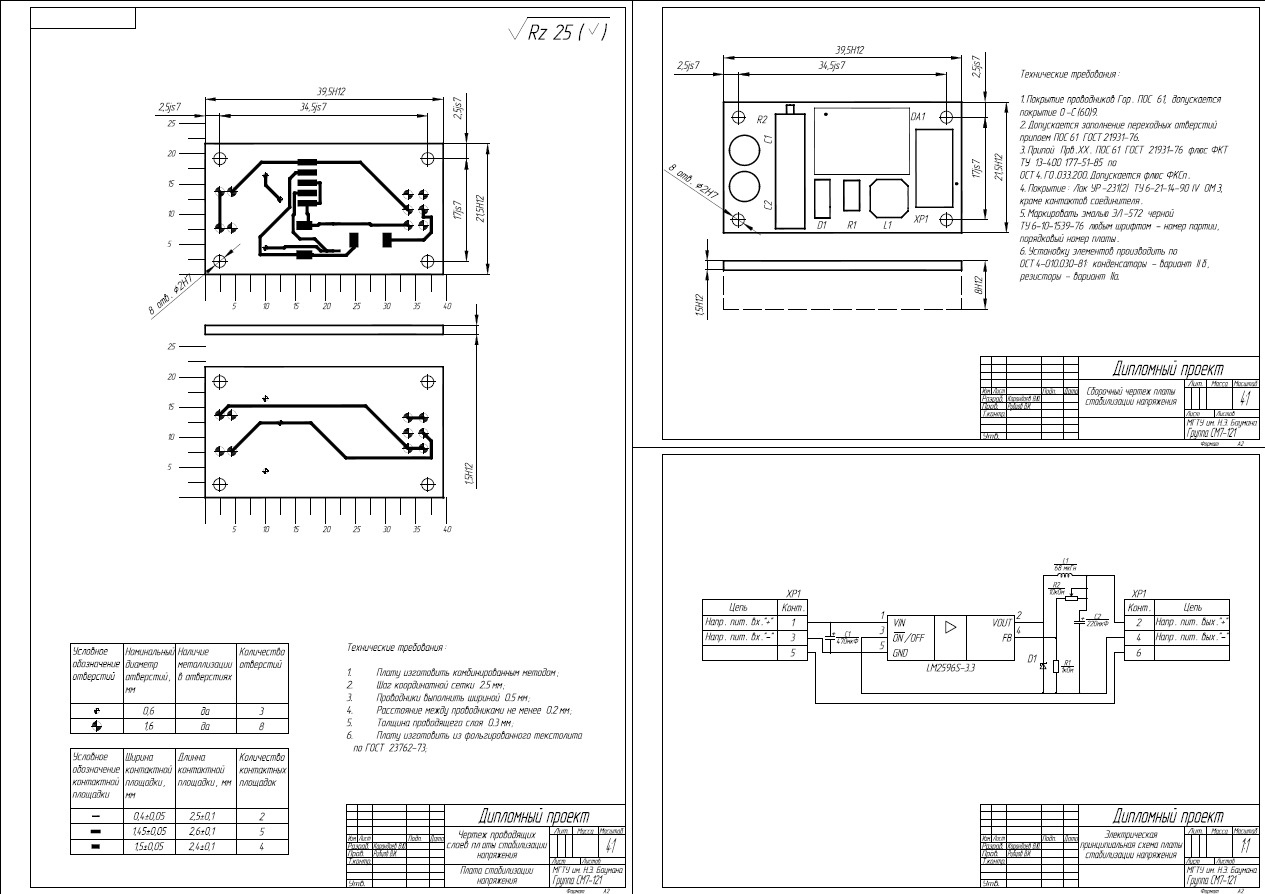 Rz 25 (√)
39,5H12
2,5js7
34,5js7
2,5js7
25
20
15
10
5
17js7
21,5H12
8 отв. ⌀2H7
5 10 15 20 25 30 35 40
1,5H12
25
20
15
10
5
5 10 15 20 25 30 35 40
Условное обозначение отверстий
Номинальный диаметр отверстий, мм
Наличие металлизации в отверстиях
Количество отверстий
0,6 да 3
1,6 да 8
Условное обозначение контактной площадки
Ширина контактной площадки, мм
Длинна контактной площадки, мм
Количество контактных площадок
0,4±0,05 2,5±0,1 2
1,45±0,05 2,6±0,1 5
1,5±0,05 2,4±0,1 4
Технические требования:
1. Плату изготовить комбинированным методом;
2. Шаг координатной сетки 2.5 мм;
3. Проводники выполнить шириной 0.5 мм;
4. Расстояние между проводниками не менее 0.2 мм;
5. Толщина проводящего слоя 0.3 мм;
6. Плату изготовить из фольгированного текстолита
по ГОСТ 23762-73;
Дипломный проект
Изм. Лист Подп. Дата
Разраб.
Пров.
Т.контр.
Утв.
Чертеж проводящих
слоев платы стабилизации
напряжения
Лит. Масса Масштаб
4:1
Лист Листов
Плата стабилизации
напряжения
МГТУ им. Н.Э. Баумана
Группа СМ7-121
Формат А2
39,5H12
2,5js7
34,5js7
2,5js7
R2
C1
DA1
C2
D1
R1
L1
XP1
17js7
21,5H12
8 отв. ⌀2H7
1,5H12
8H12
Технические требования:
1. Покрытие проводников Гор. ПОС 61, допускается
покрытие О-С(60)9.
2. Допускается заполнение переходных отверстий
припоем ПОС 61 ГОСТ 21931-76.
3. Припой Прв.ХХ. ПОС 61 ГОСТ 21931-76 флюс ФКТ
ТУ 13-400 177-51-85 по
ОСТ 4. ГО.033.200. Допускается флюс ФКСп.
4. Покрытие: Лак УР-231(2) ТУ 6-21-14-90 IV ОМ 3,
кроме контактов соединителя.
5. Маркировать эмалью ЭЛ-572 черной
ТУ 6-10-1539-76 любым шрифтом - номер партии,
порядковый номер платы.
6. Установку элементов производить по
ОСТ 4-010.030-81 конденсаторы - вариант IIб,
резисторы - вариант IIа.
Дипломный проект
Изм. Лист Подп. Дата
Разраб.
Пров.
Т.контр.
Утв.
Сборочный чертеж платы
стабилизации напряжения
Лит. Масса Масштаб
4:1
Лист Листов
МГТУ им. Н.Э. Баумана
Группа СМ7-121
Формат А2
XP1
Цепь Конт.
Напр. пит. вх."+" 1
Напр. пит. вх."-" 3
5
C1
470мкФ
1
3
5
VIN
ON/OFF
GND
VOUT
FB
2
4
LM2596S-3.3
L1
68 мкГн
R2
10кОм
C2
220мкФ
D1
R1
1кОм
XP1
Конт. Цепь
2 Напр. пит. вых."+"
4 Напр. пит. вых."-"
6
Дипломный проект
Изм. Лист Подп. Дата
Разраб.
Пров.
Т.контр.
Утв.
Электрическая
принципиальная схема платы
стабилизации напряжения
Лит. Масса Масштаб
1:1
Лист Листов
МГТУ им. Н.Э. Баумана
Группа СМ7-121
Формат А2